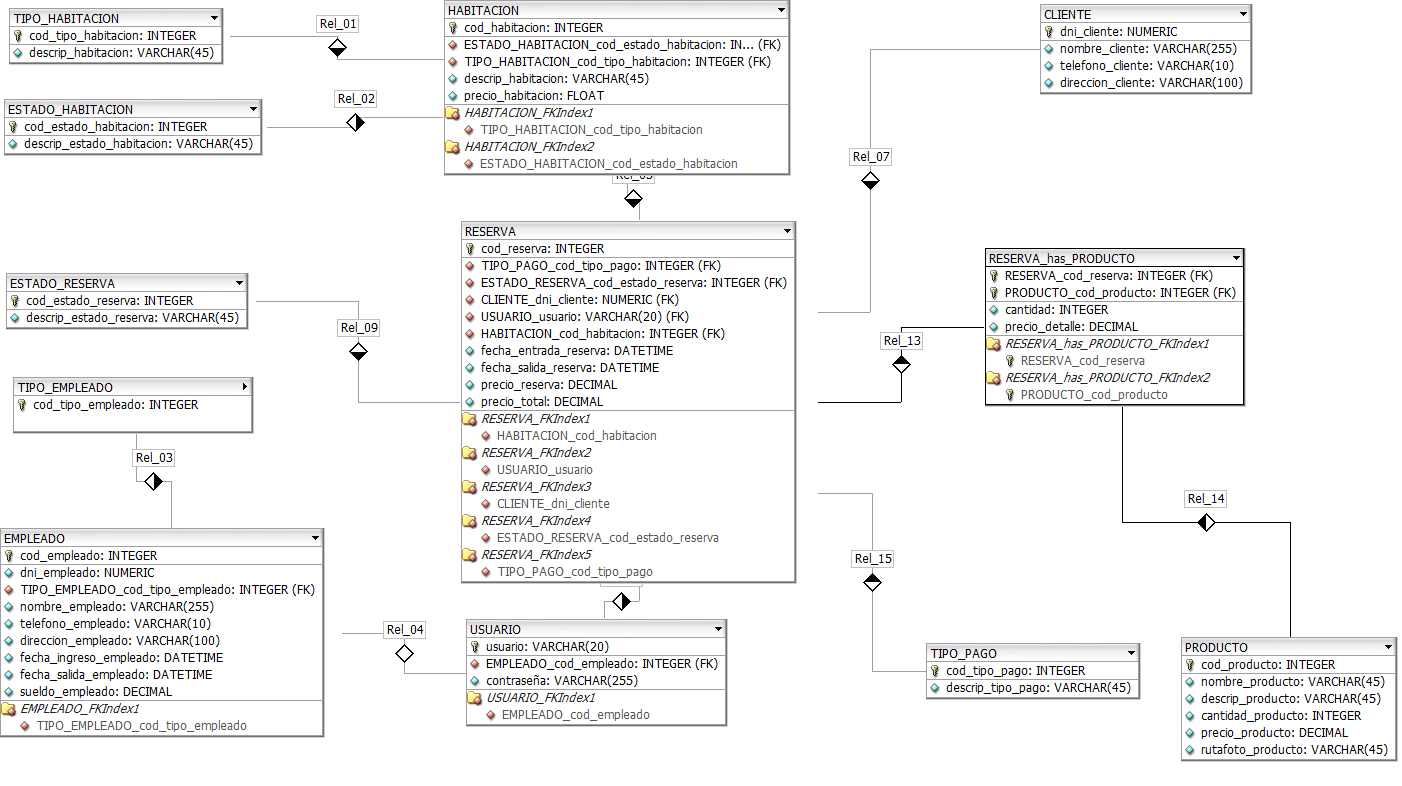 TIPO_HABITACION
cod_tipo_habitacion: INTEGER
descrip_habitacion: VARCHAR(45)
Rel_01
HABITACION
cod_habitacion: INTEGER
ESTADO_HABITACION_cod_estado_habitacion: IN... (FK)
TIPO_HABITACION_cod_tipo_habitacion: INTEGER (FK)
descrip_habitacion: VARCHAR(45)
precio_habitacion: FLOAT
HABITACION_FKIndex1
TIPO_HABITACION_cod_tipo_habitacion
HABITACION_FKIndex2
ESTADO_HABITACION_cod_estado_habitacion
CLIENTE
dni_cliente: NUMERIC
nombre_cliente: VARCHAR(255)
telefono_cliente: VARCHAR(10)
direccion_cliente: VARCHAR(100)
Rel_02
ESTADO_HABITACION
cod_estado_habitacion: INTEGER
descrip_estado_habitacion: VARCHAR(45)
Rel_07
RESERVA
cod_reserva: INTEGER
TIPO_PAGO_cod_tipo_pago: INTEGER (FK)
ESTADO_RESERVA_cod_estado_reserva: INTEGER (FK)
CLIENTE_dni_cliente: NUMERIC (FK)
USUARIO_usuario: VARCHAR(20) (FK)
HABITACION_cod_habitacion: INTEGER (FK)
fecha_entrada_reserva: DATETIME
fecha_salida_reserva: DATETIME
precio_reserva: DECIMAL
precio_total: DECIMAL
RESERVA_FKIndex1
HABITACION_cod_habitacion
RESERVA_FKIndex2
USUARIO_usuario
RESERVA_FKIndex3
CLIENTE_dni_cliente
RESERVA_FKIndex4
ESTADO_RESERVA_cod_estado_reserva
RESERVA_FKIndex5
TIPO_PAGO_cod_tipo_pago
RESERVA_has_PRODUCTO
RESERVA_cod_reserva: INTEGER (FK)
PRODUCTO_cod_producto: INTEGER (FK)
cantidad: INTEGER
precio_detalle: DECIMAL
RESERVA_has_PRODUCTO_FKIndex1
RESERVA_cod_reserva
RESERVA_has_PRODUCTO_FKIndex2
PRODUCTO_cod_producto
ESTADO_RESERVA
cod_estado_reserva: INTEGER
descrip_estado_reserva: VARCHAR(45)
Rel_09
Rel_13
TIPO_EMPLEADO
cod_tipo_empleado: INTEGER
Rel_03
Rel_14
EMPLEADO
cod_empleado: INTEGER
dni_empleado: NUMERIC
TIPO_EMPLEADO_cod_tipo_empleado: INTEGER (FK)
nombre_empleado: VARCHAR(255)
telefono_empleado: VARCHAR(10)
direccion_empleado: VARCHAR(100)
fecha_ingreso_empleado: DATETIME
fecha_salida_empleado: DATETIME
sueldo_empleado: DECIMAL
EMPLEADO_FKIndex1
TIPO_EMPLEADO_cod_tipo_empleado
Rel_15
Rel_04
USUARIO
usuario: VARCHAR(20)
EMPLEADO_cod_empleado: INTEGER (FK)
contraseña: VARCHAR(255)
USUARIO_FKIndex1
EMPLEADO_cod_empleado
TIPO_PAGO
cod_tipo_pago: INTEGER
descrip_tipo_pago: VARCHAR(45)
PRODUCTO
cod_producto: INTEGER
nombre_producto: VARCHAR(45)
descrip_producto: VARCHAR(45)
cantidad_producto: INTEGER
precio_producto: DECIMAL
rutafoto_producto: VARCHAR(45)